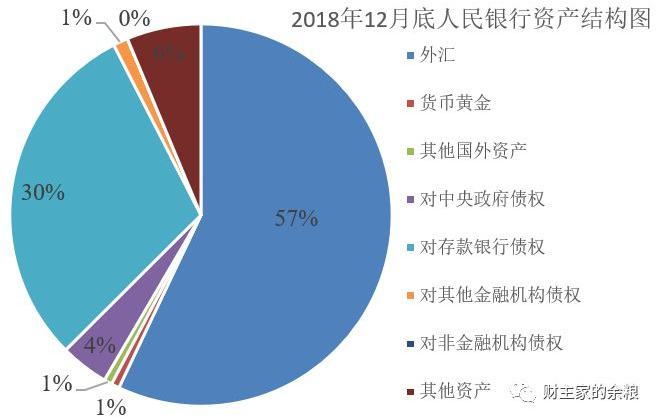 2018年12月底人民银行资产结构图
1%
0%
6%
30%
57%
4%
1%
1%
外汇
货币黄金
其他国外资产
对中央政府债权
对存款银行债权
对其他金融机构债权
对非金融机构债权
其他资产
财主家的余粮